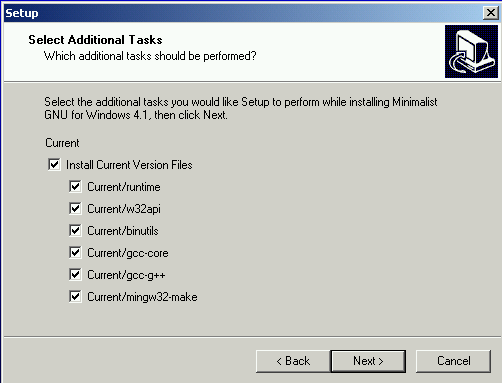 Setup
Select Additional Tasks
Which additional tasks should be performed?
Select the additional tasks you would like Setup to perform while installing Minimalist
GNU for Windows 4.1, then click Next.
Current
Install Current Version Files
Current/runtime
Current/w32api
Current/binutils
Current/gcc-core
Current/gcc-g++
Current/mingw32-make
< Back
Next >
Cancel